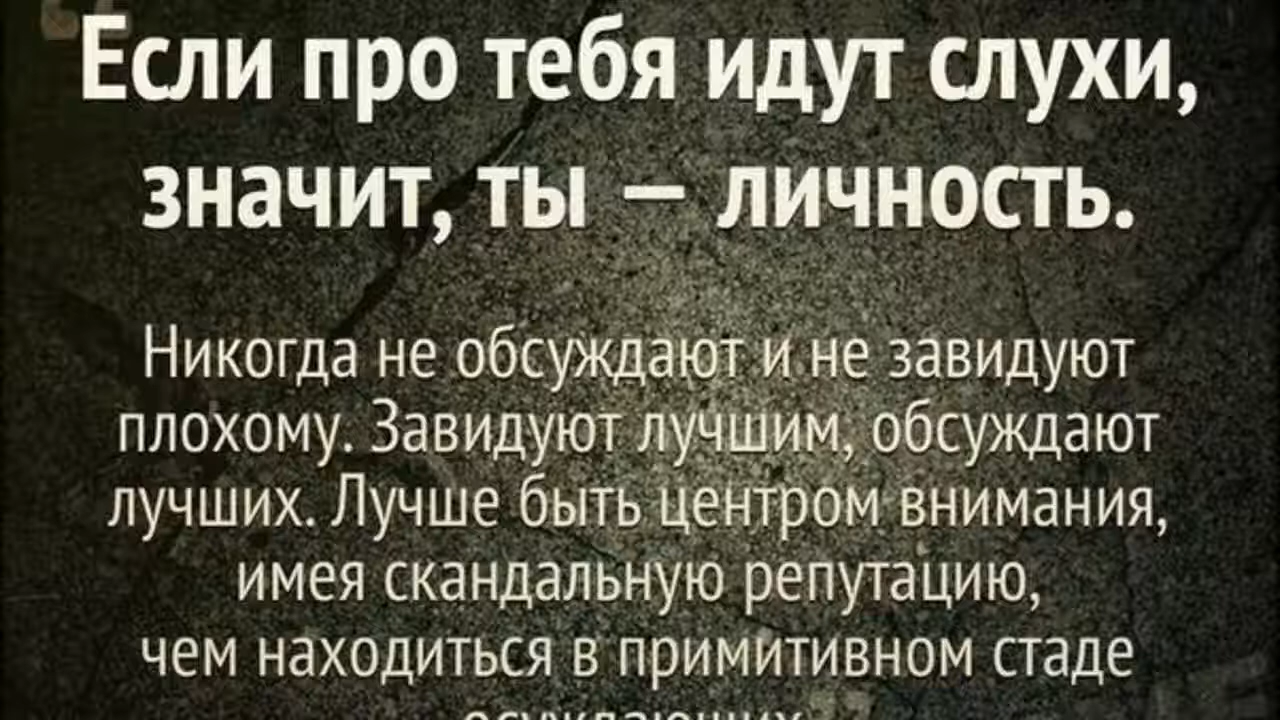 Если про тебя идут слухи,
значит, ты – личность.
Никогда не обсуждают и не завидуют
плохому. Завидуют лучшим, обсуждают
лучших. Лучше быть центром внимания,
имея скандальную репутацию,
чем находиться в примитивном стаде